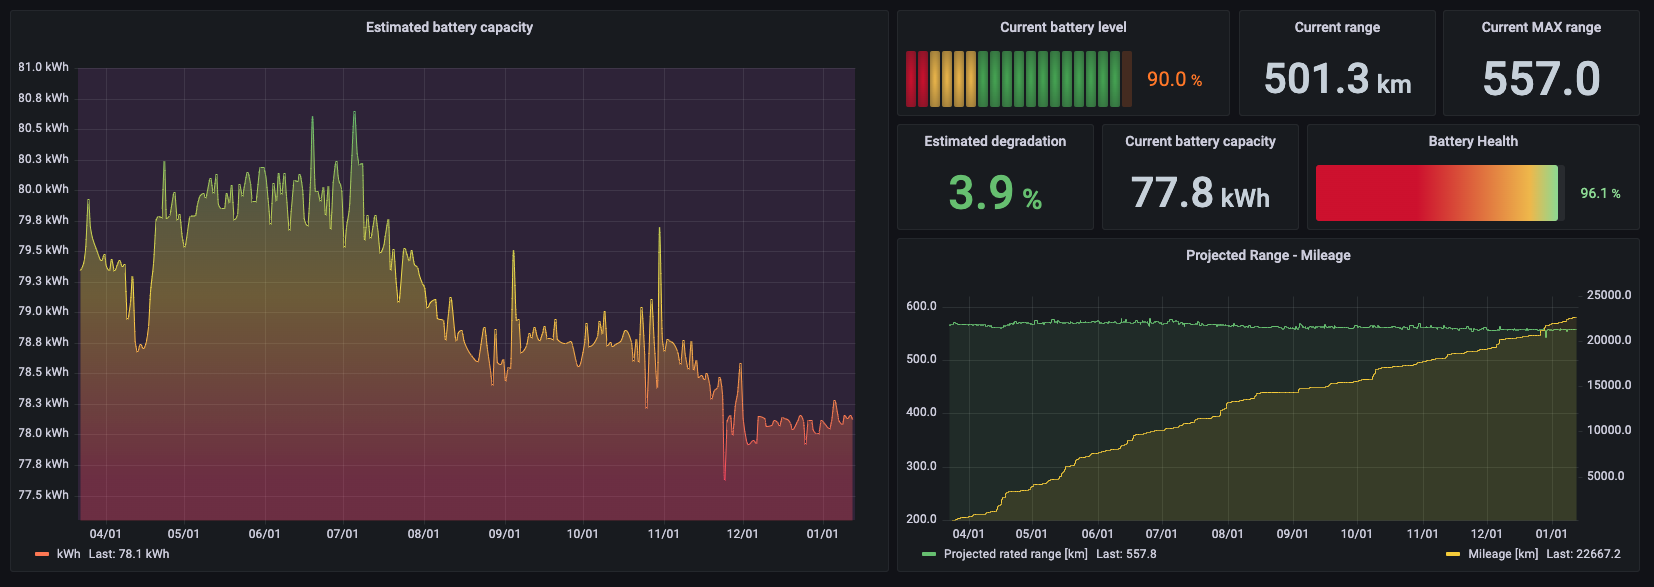 Estimated battery capacity
81.0 kWh
80.8 kWh
80.5 kWh
80.3 kWh
80.0 kWh
79.8 kWh
79.5 kWh
79.3 kWh
79.0 kWh
78.8 kWh
78.5 kWh
78.3 kWh
78.0 kWh
77.8 kWh
77.5 kWh
04/01 05/01 06/01 07/01 08/01 09/01 10/01 11/01 12/01 01/01
kWh Last: 78.1 kWh
Current battery level
90.0 %
Current range
501.3 km
Current MAX range
557.0
Estimated degradation
3.9 %
Current battery capacity
77.8 kWh
Battery Health
96.1 %
Projected Range - Mileage
600.0
500.0
400.0
300.0
200.0
25000.0
20000.0
15000.0
10000.0
5000.0
04/01 05/01 06/01 07/01 08/01 09/01 10/01 11/01 12/01 01/01
Projected rated range [km] Last: 557.8
Mileage [km] Last: 22667.2